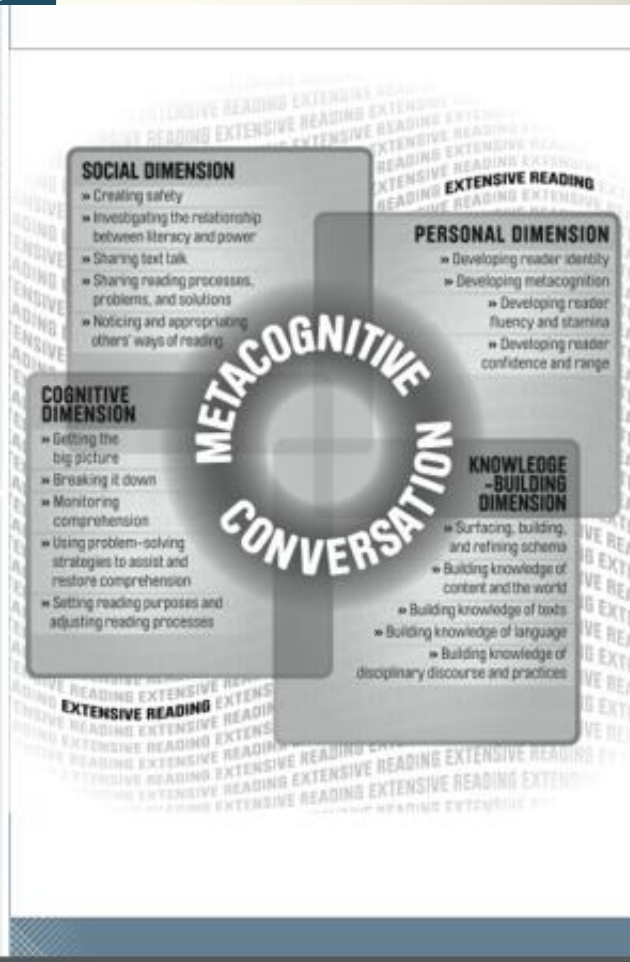 EXTENSIVE READING
SOCIAL DIMENSION
» Creating safety
» Investigating the relationship
between literacy and power
» Sharing text talk
» Sharing reading processes,
problems, and solutions
» Noticing and appropriating
others' ways of reading
PERSONAL DIMENSION
» Developing reader identity
» Developing metacognition
» Developing reader
fluency and stamina
» Developing reader
confidence and range
METACOGNITIVE
CONVERSATION
COGNITIVE
DIMENSION
» Getting the
big picture
» Breaking it down
» Monitoring
comprehension
» Using problem-solving
strategies to assist and
restore comprehension
» Setting reading purposes and
adjusting reading processes
KNOWLEDGE
-BUILDING
DIMENSION
» Surfacing, building,
and refining schema
» Building knowledge of
content and the world
» Building knowledge of texts
» Building knowledge of language
» Building knowledge of
disciplinary discourse and practices
EXTENSIVE READING